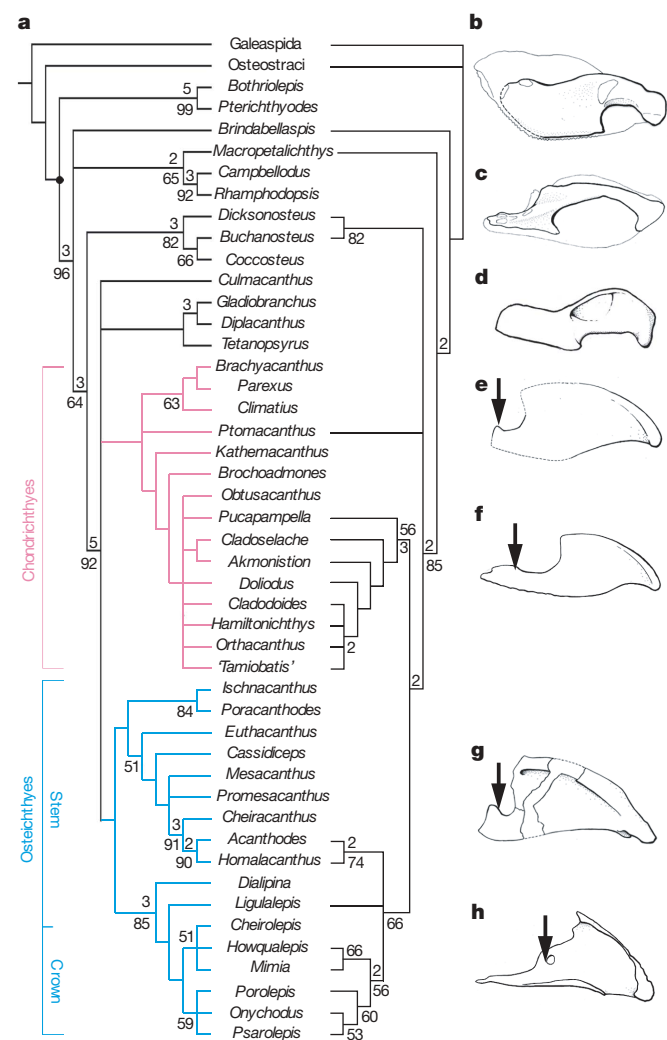 a
Galeaspida
Osteostraci
5
Bothriolepis
99
Pterichthyodes
Brindabellaspis
2
Macropetalichthys
65
3
Campbellodus
92
Rhamphodopsis
3
Dicksonosteus
82
Buchanosteus
82
66
Coccosteus
3
96
Culmacanthus
3
Gladiobranchus
Diplacanthus
Tetanopsyrus
2
Brachyacanthus
3
64
Parexus
63
Climatius
Ptomacanthus
Kathemacanthus
Brochoadmones
Obtusacanthus
Pucapampella
56
Cladoselache
3
2
5
92
Akmonistion
85
Doliodus
Cladodoides
Hamiltonichthys
Orthacanthus
2
'Tamiobatis'
2
Chondrichthyes
Ischnacanthus
84
Poracanthodes
Euthacanthus
51
Cassidiceps
Mesacanthus
Promesacanthus
3
Cheiracanthus
91
2
Acanthodes
2
90
Homalacanthus
74
3
Dialipina
85
Ligulalepis
66
51
Cheirolepis
Howqualepis
66
Mimia
2
56
Porolepis
59
Onychodus
60
Psarolepis
53
Osteichthyes
Stem
Crown
b
c
d
e
f
g
h